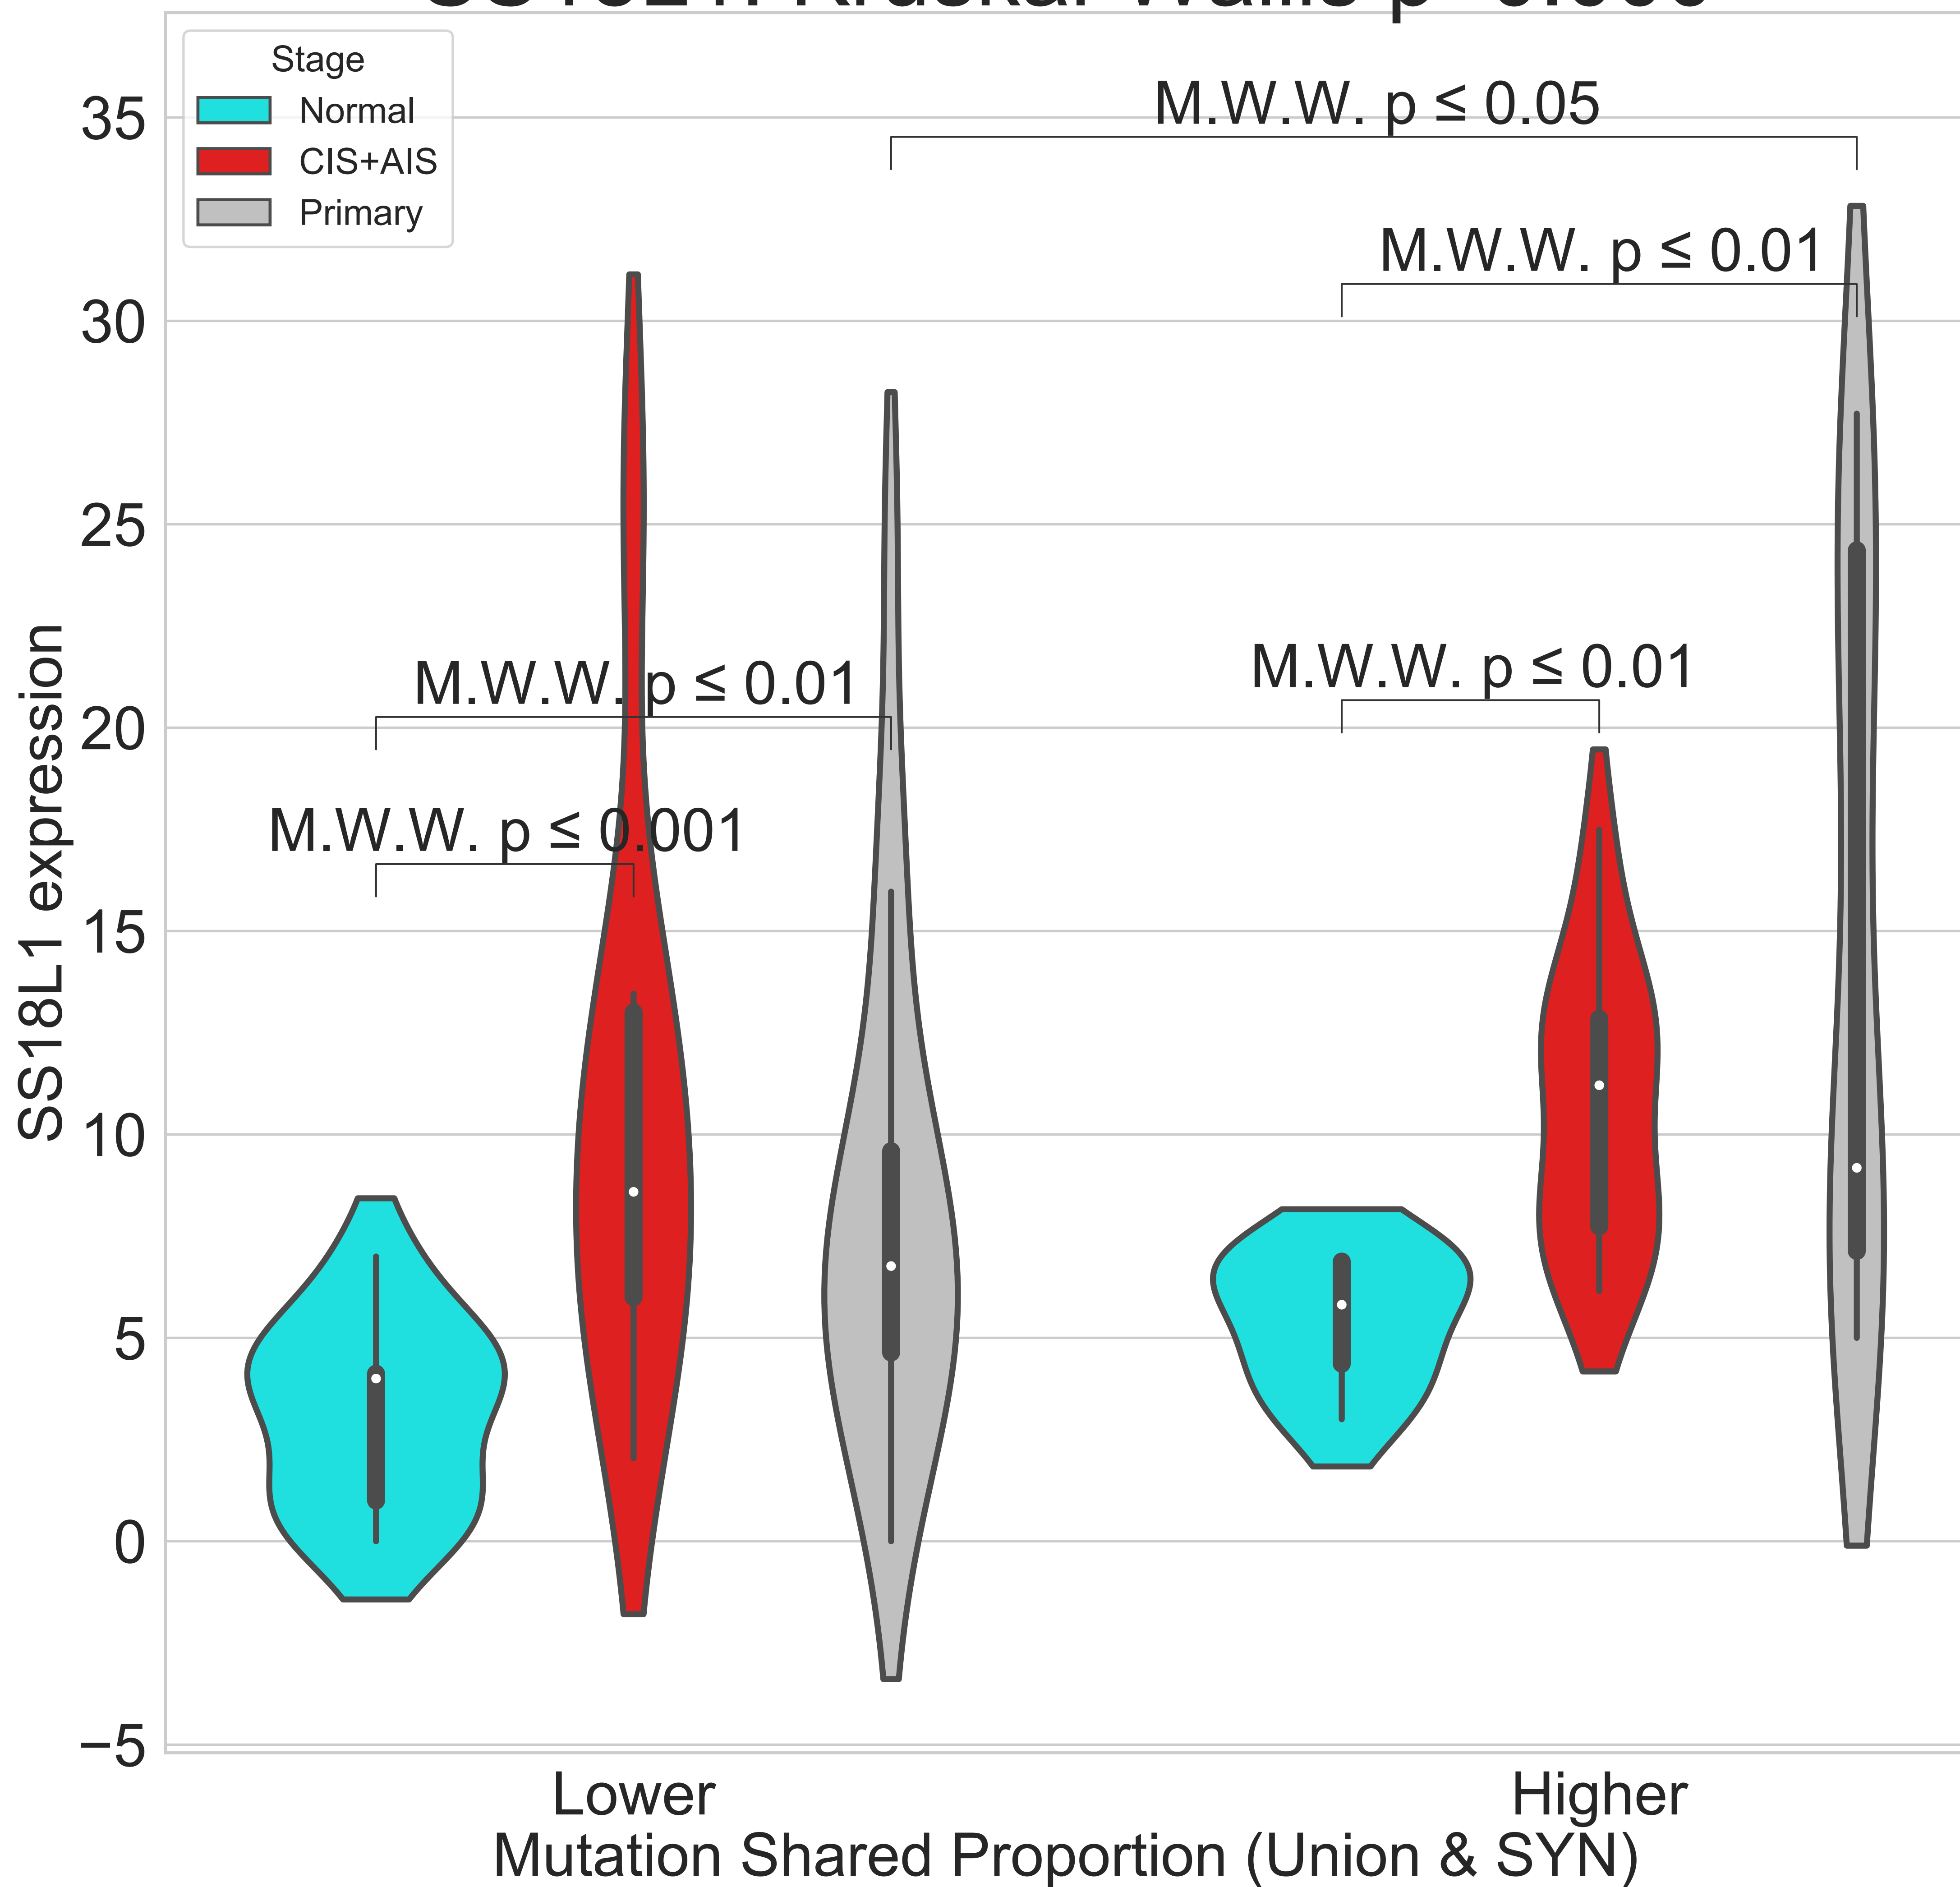 Stage
Normal
CIS+AIS
Primary
M.W.W. p ≤ 0.05
M.W.W. p ≤ 0.01
M.W.W. p ≤ 0.01
M.W.W. p ≤ 0.01
M.W.W. p ≤ 0.001
35
30
25
20
15
10
5
0
−5
SS18L1 expression
Lower
Higher
Mutation Shared Proportion (Union & SYN)